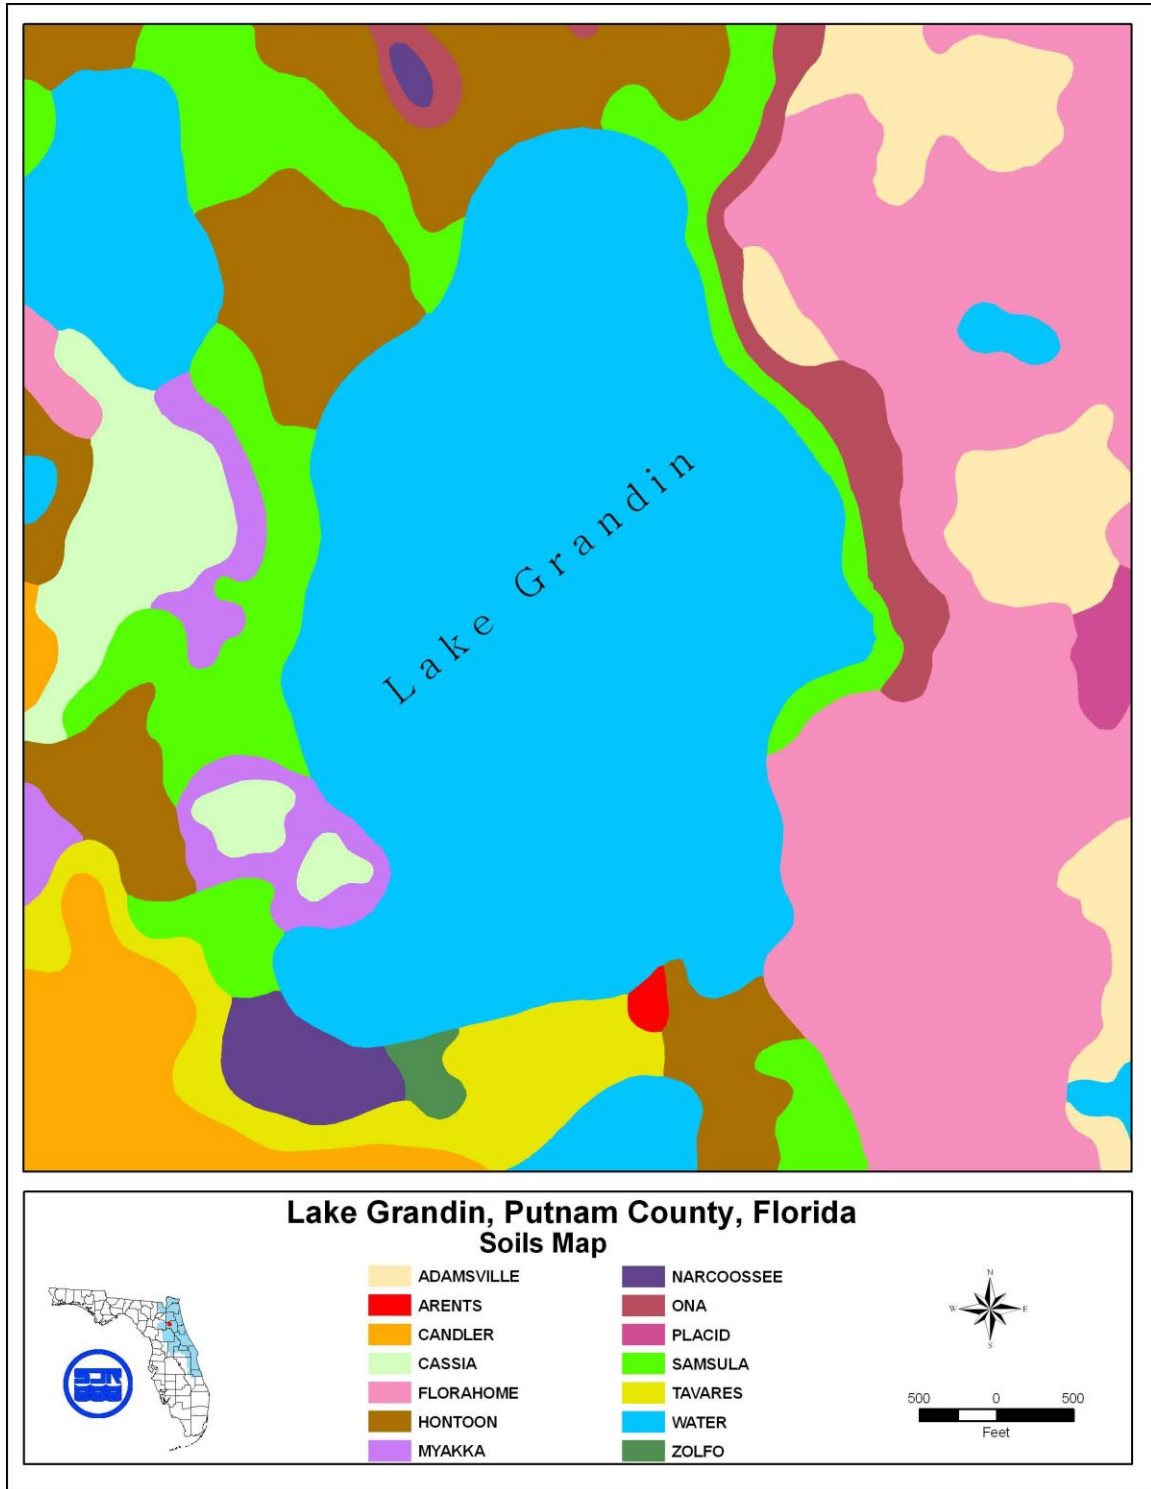 Lake Grandin
Lake Grandin, Putnam County, Florida
Soils Map
ADAMSVILLE
ARENTS
CANDLER
CASSIA
FLORAHOME
HONTOON
MYAKKA
NARCOOSSEE
ONA
PLACID
SAMSULA
TAVARES
WATER
ZOLFO
N
W E
S
500 0 500
Feet